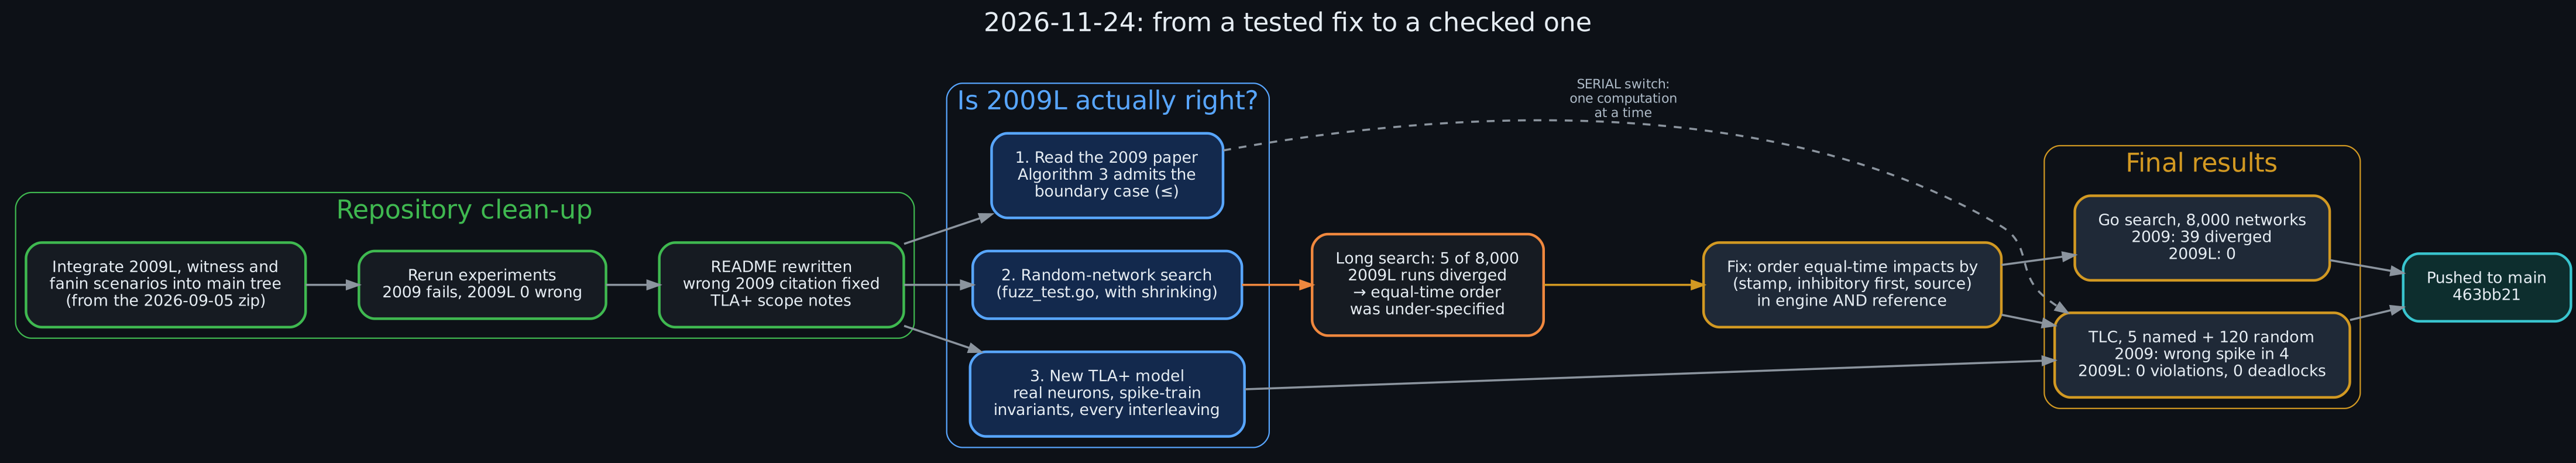 2026-11-24: from a tested fix to a checked one
Repository clean-up
Integrate 2009L, witness and
fanin scenarios into main tree
(from the 2026-09-05 zip)
Rerun experiments
2009 fails, 2009L 0 wrong
README rewritten
wrong 2009 citation fixed
TLA+ scope notes
Is 2009L actually right?
1. Read the 2009 paper
Algorithm 3 admits the
boundary case (≤)
2. Random-network search
(fuzz_test.go, with shrinking)
3. New TLA+ model
real neurons, spike-train
invariants, every interleaving
Long search: 5 of 8,000
2009L runs diverged
→ equal-time order
was under-specified
SERIAL switch:
one computation
at a time
Fix: order equal-time impacts by
(stamp, inhibitory first, source)
in engine AND reference
Final results
Go search, 8,000 networks
2009: 39 diverged
2009L: 0
TLC, 5 named + 120 random
2009: wrong spike in 4
2009L: 0 violations, 0 deadlocks
Pushed to main
463bb21